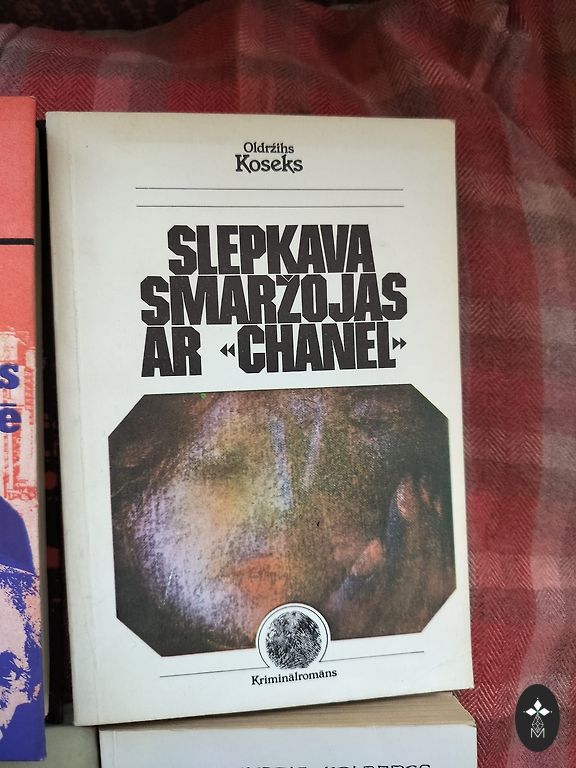 Oldržihs
Koseks
SLEPKAVA
SMARŽOJAS
AR «CHANEL»
Kriminālromāns
s
e
M